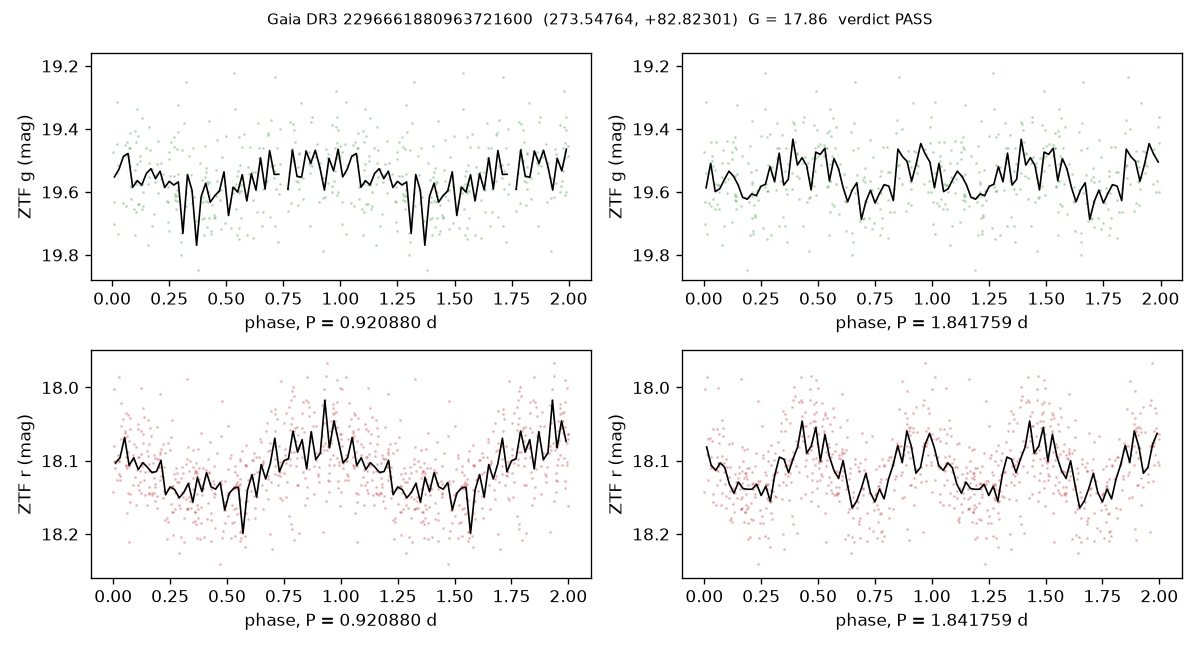 Gaia DR3 2296661880963721600 (273.54764, +82.82301) G = 17.86 verdict PASS
19.2
19.4
19.6
19.8
ZTF g (mag)
0.00 0.25 0.50 0.75 1.00 1.25 1.50 1.75 2.00
phase, P = 0.920880 d
19.2
19.4
19.6
19.8
ZTF g (mag)
0.00 0.25 0.50 0.75 1.00 1.25 1.50 1.75 2.00
phase, P = 1.841759 d
18.0
18.1
18.2
ZTF r (mag)
0.00 0.25 0.50 0.75 1.00 1.25 1.50 1.75 2.00
phase, P = 0.920880 d
18.0
18.1
18.2
ZTF r (mag)
0.00 0.25 0.50 0.75 1.00 1.25 1.50 1.75 2.00
phase, P = 1.841759 d